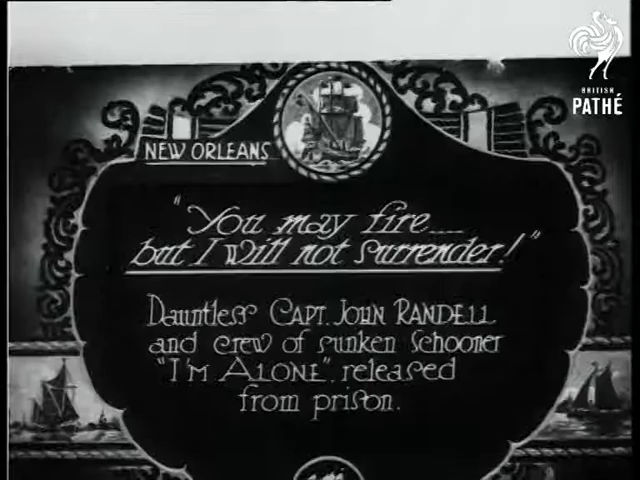 BRITISH
PATHÉ
NEW ORLEANS
"You may fire....
but I will not surrender!"
Dauntless CAPT. JOHN RANDELL
and crew of sunken schooner
"I'M ALONE". released
from prison.